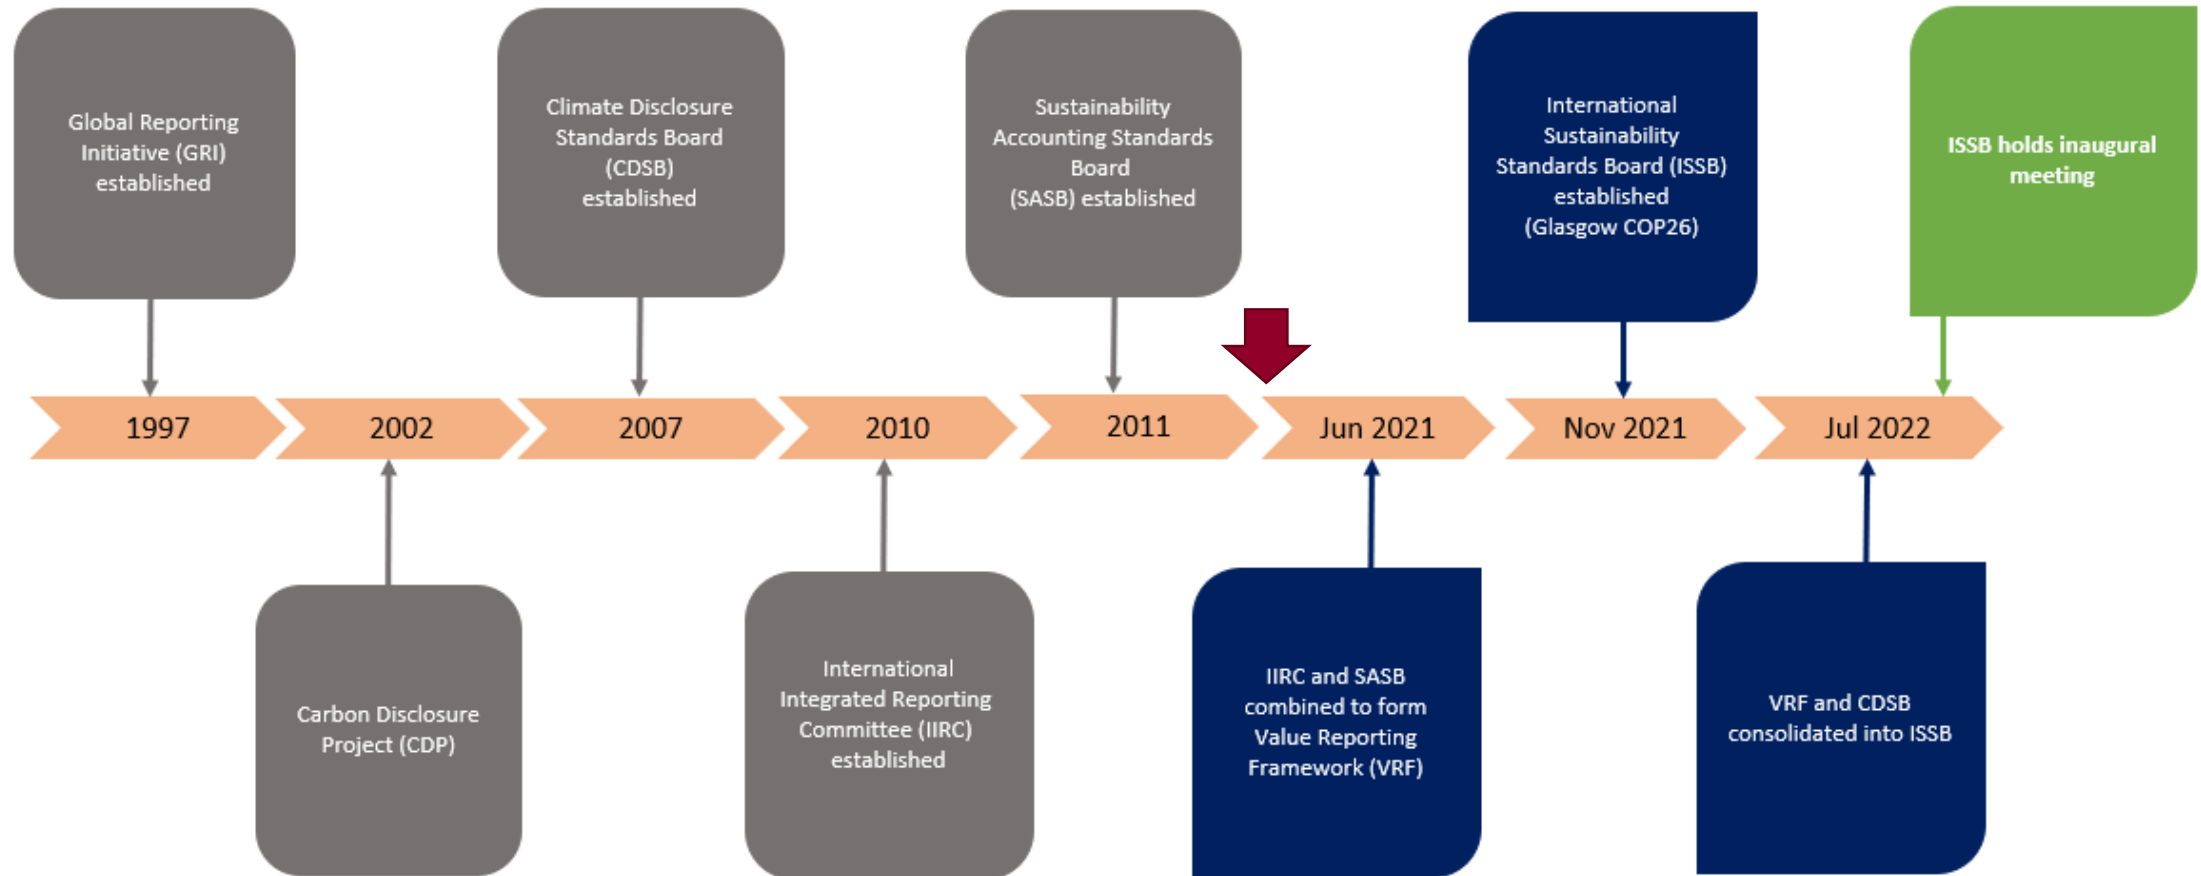 Global Reporting
Initiative (GRI)
established
Climate Disclosure
Standards Board
(CDSB)
established
Sustainability
Accounting Standards
Board
(SASB) established
International
Sustainability
Standards Board (ISSB)
established
(Glasgow COP26)
ISSB holds inaugural
meeting
1997
2002
2007
2010
2011
Jun 2021
Nov 2021
Jul 2022
Carbon Disclosure
Project (CDP)
International
Integrated Reporting
Committee (IIRC)
established
IIRC and SASB
combined to form
Value Reporting
Framework (VRF)
VRF and CDSB
consolidated into ISSB